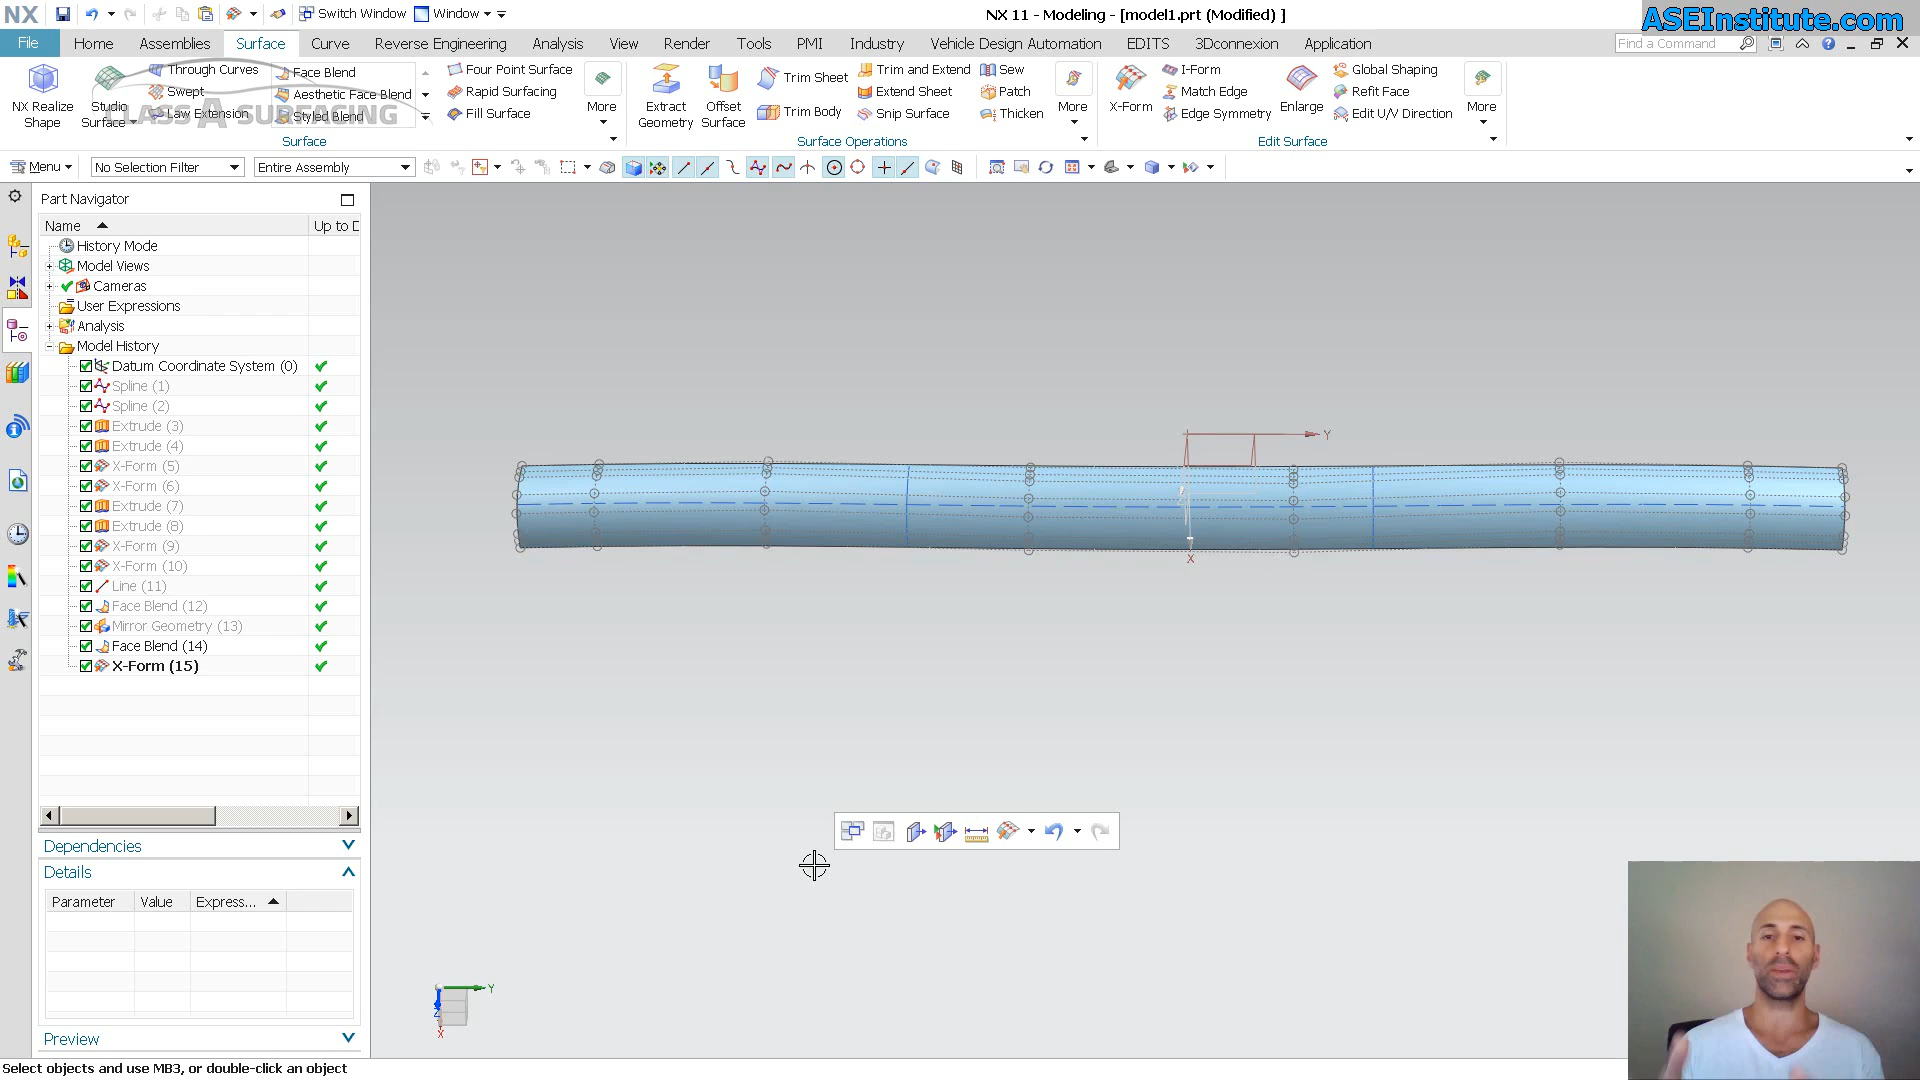 NX
Switch Window
Window
NX 11 - Modeling - [model1.prt (Modified) ]
ASEInstitute.com
File
Home
Assemblies
Surface
Curve
Reverse Engineering
Analysis
View
Render
Tools
PMI
Industry
Vehicle Design Automation
EDITS
3Dconnexion
Application
Find a Command
NX Realize
Shape
Studio
Surface
Through Curves
Swept
Law Extension
Face Blend
Aesthetic Face Blend
Styled Blend
CLASS A SURFACING
Four Point Surface
Rapid Surfacing
Fill Surface
More
Surface
Extract
Geometry
Offset
Surface
Trim Sheet
Trim Body
Trim and Extend
Extend Sheet
Snip Surface
Sew
Patch
Thicken
More
Surface Operations
X-Form
I-Form
Match Edge
Edge Symmetry
Enlarge
Global Shaping
Refit Face
Edit U/V Direction
More
Edit Surface
Menu
No Selection Filter
Entire Assembly
Part Navigator
Name
Up to D
History Mode
Model Views
Cameras
User Expressions
Analysis
Model History
Datum Coordinate System (0)
Spline (1)
Spline (2)
Extrude (3)
Extrude (4)
X-Form (5)
X-Form (6)
Extrude (7)
Extrude (8)
X-Form (9)
X-Form (10)
Line (11)
Face Blend (12)
Mirror Geometry (13)
Face Blend (14)
X-Form (15)
Dependencies
Details
Parameter
Value
Express...
Preview
Y
X
Y
Z
X
Select objects and use MB3, or double-click an object